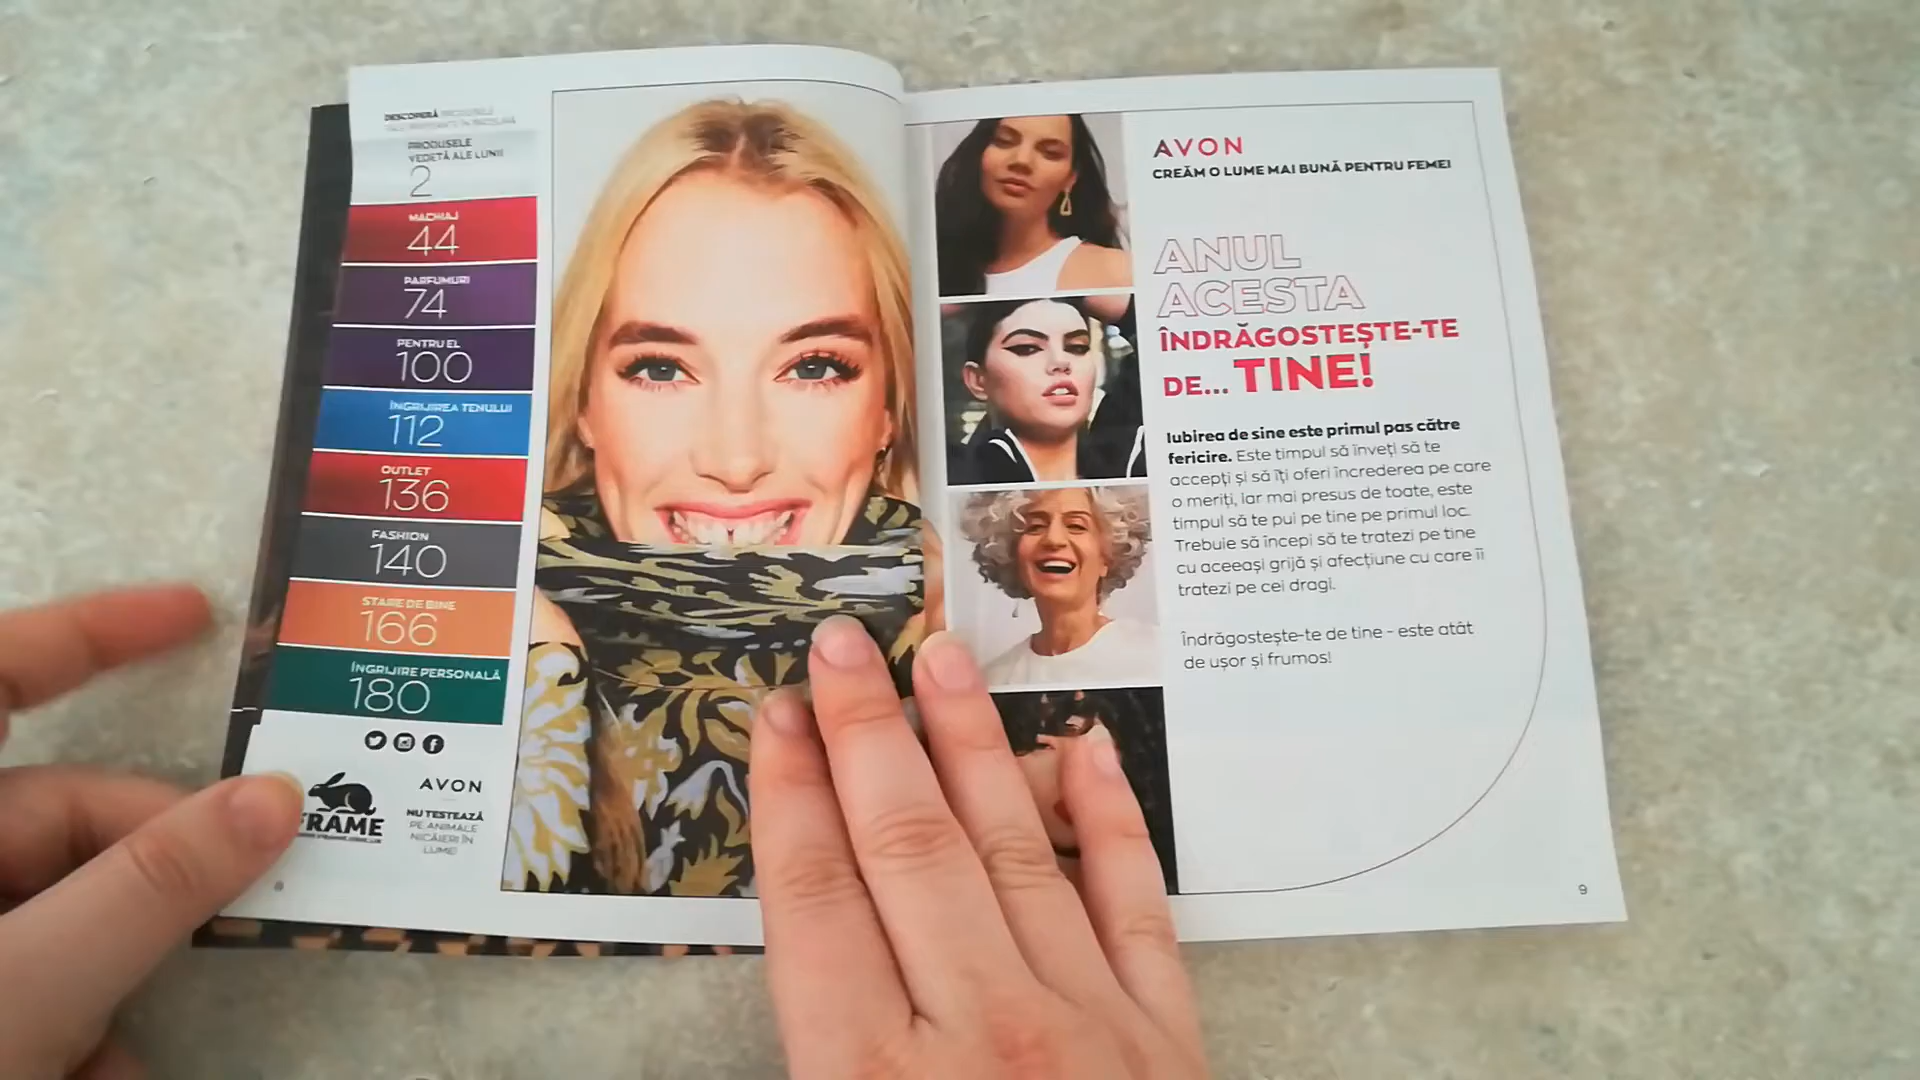 DESCOPERĂ PRODUSELE
PRODUSELE
VEDETĂ ALE LUNII
2
MACHIAJ
44
PARFUMURI
74
PENTRU EL
100
ÎNGRIJIREA TENULUI
112
OUTLET
136
FASHION
140
STARE DE BINE
166
ÎNGRIJIRE PERSONALĂ
180
FRAME
AVON
NU TESTEAZĂ
PE ANIMALE
NICĂIERI ÎN
LUME!
AVON
CREĂM O LUME MAI BUNĂ PENTRU FEMEI
ANUL
ACESTA
ÎNDRĂGOSTEȘTE-TE
DE... TINE!
Iubirea de sine este primul pas către
fericire. Este timpul să înveți să te
accepți și să îți oferi încrederea pe care
o meriți, iar mai presus de toate, este
timpul să te pui pe tine pe primul loc.
Trebuie să începi să te tratezi pe tine
cu aceeași grijă și afecțiune cu care îi
tratezi pe cei dragi.
Îndrăgostește-te de tine - este atât
de ușor și frumos!
9